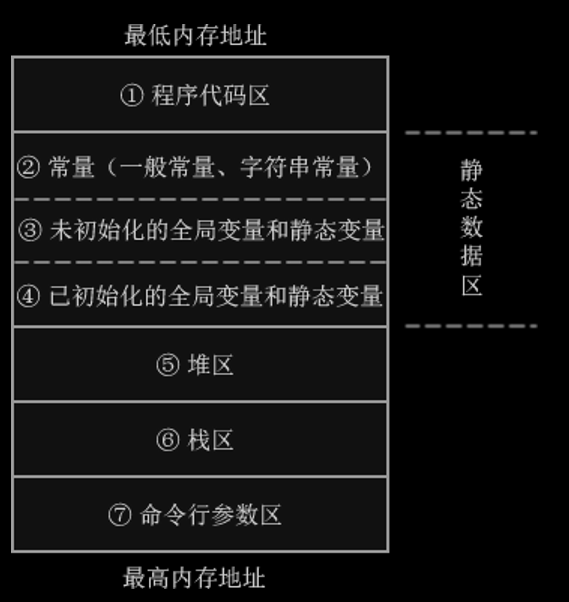 最低内存地址
① 程序代码区
② 常量（一般常量、字符串常量）
③ 未初始化的全局变量和静态变量
④ 已初始化的全局变量和静态变量
静态数据区
⑤ 堆区
⑥ 栈区
⑦ 命令行参数区
最高内存地址